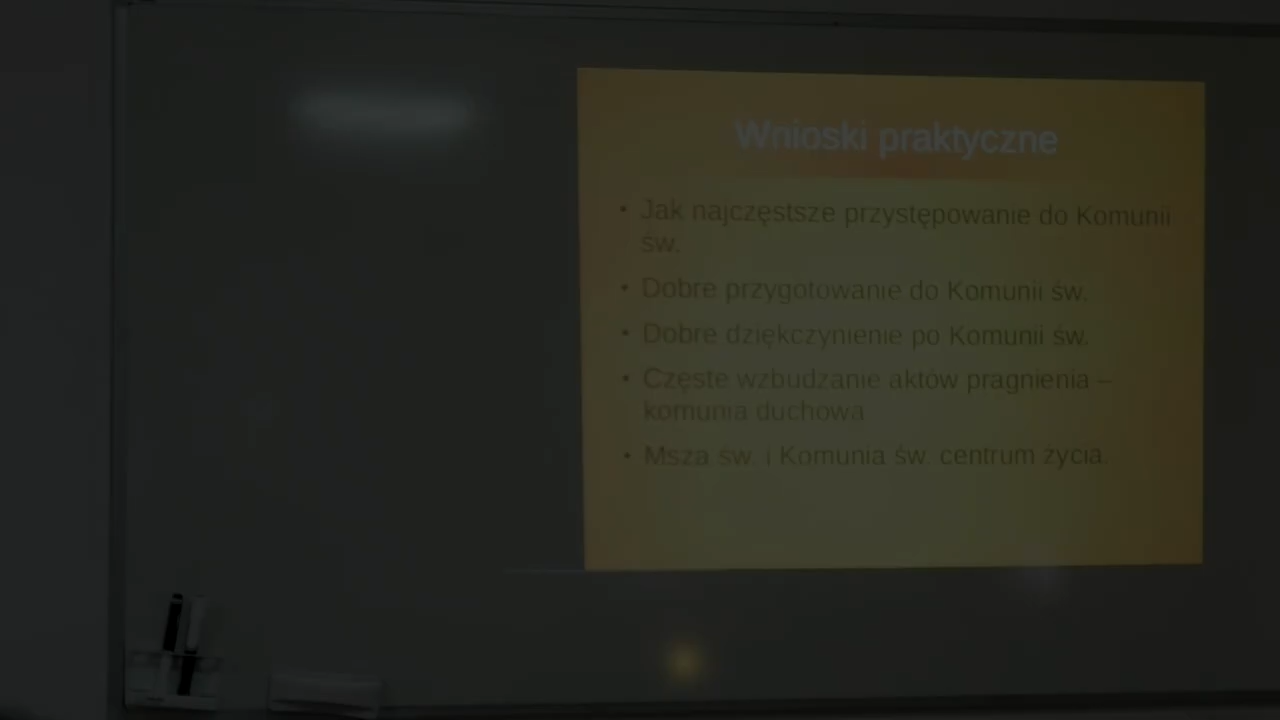 Wnioski praktyczne
• Jak najczęstsze przystępowanie do Komunii
św.
• Dobre przygotowanie do Komunii św.
• Dobre dziękczynienie po Komunii św.
• Częste wzbudzanie aktów pragnienia –
komunia duchowa
• Msza św. i Komunia św. centrum życia.